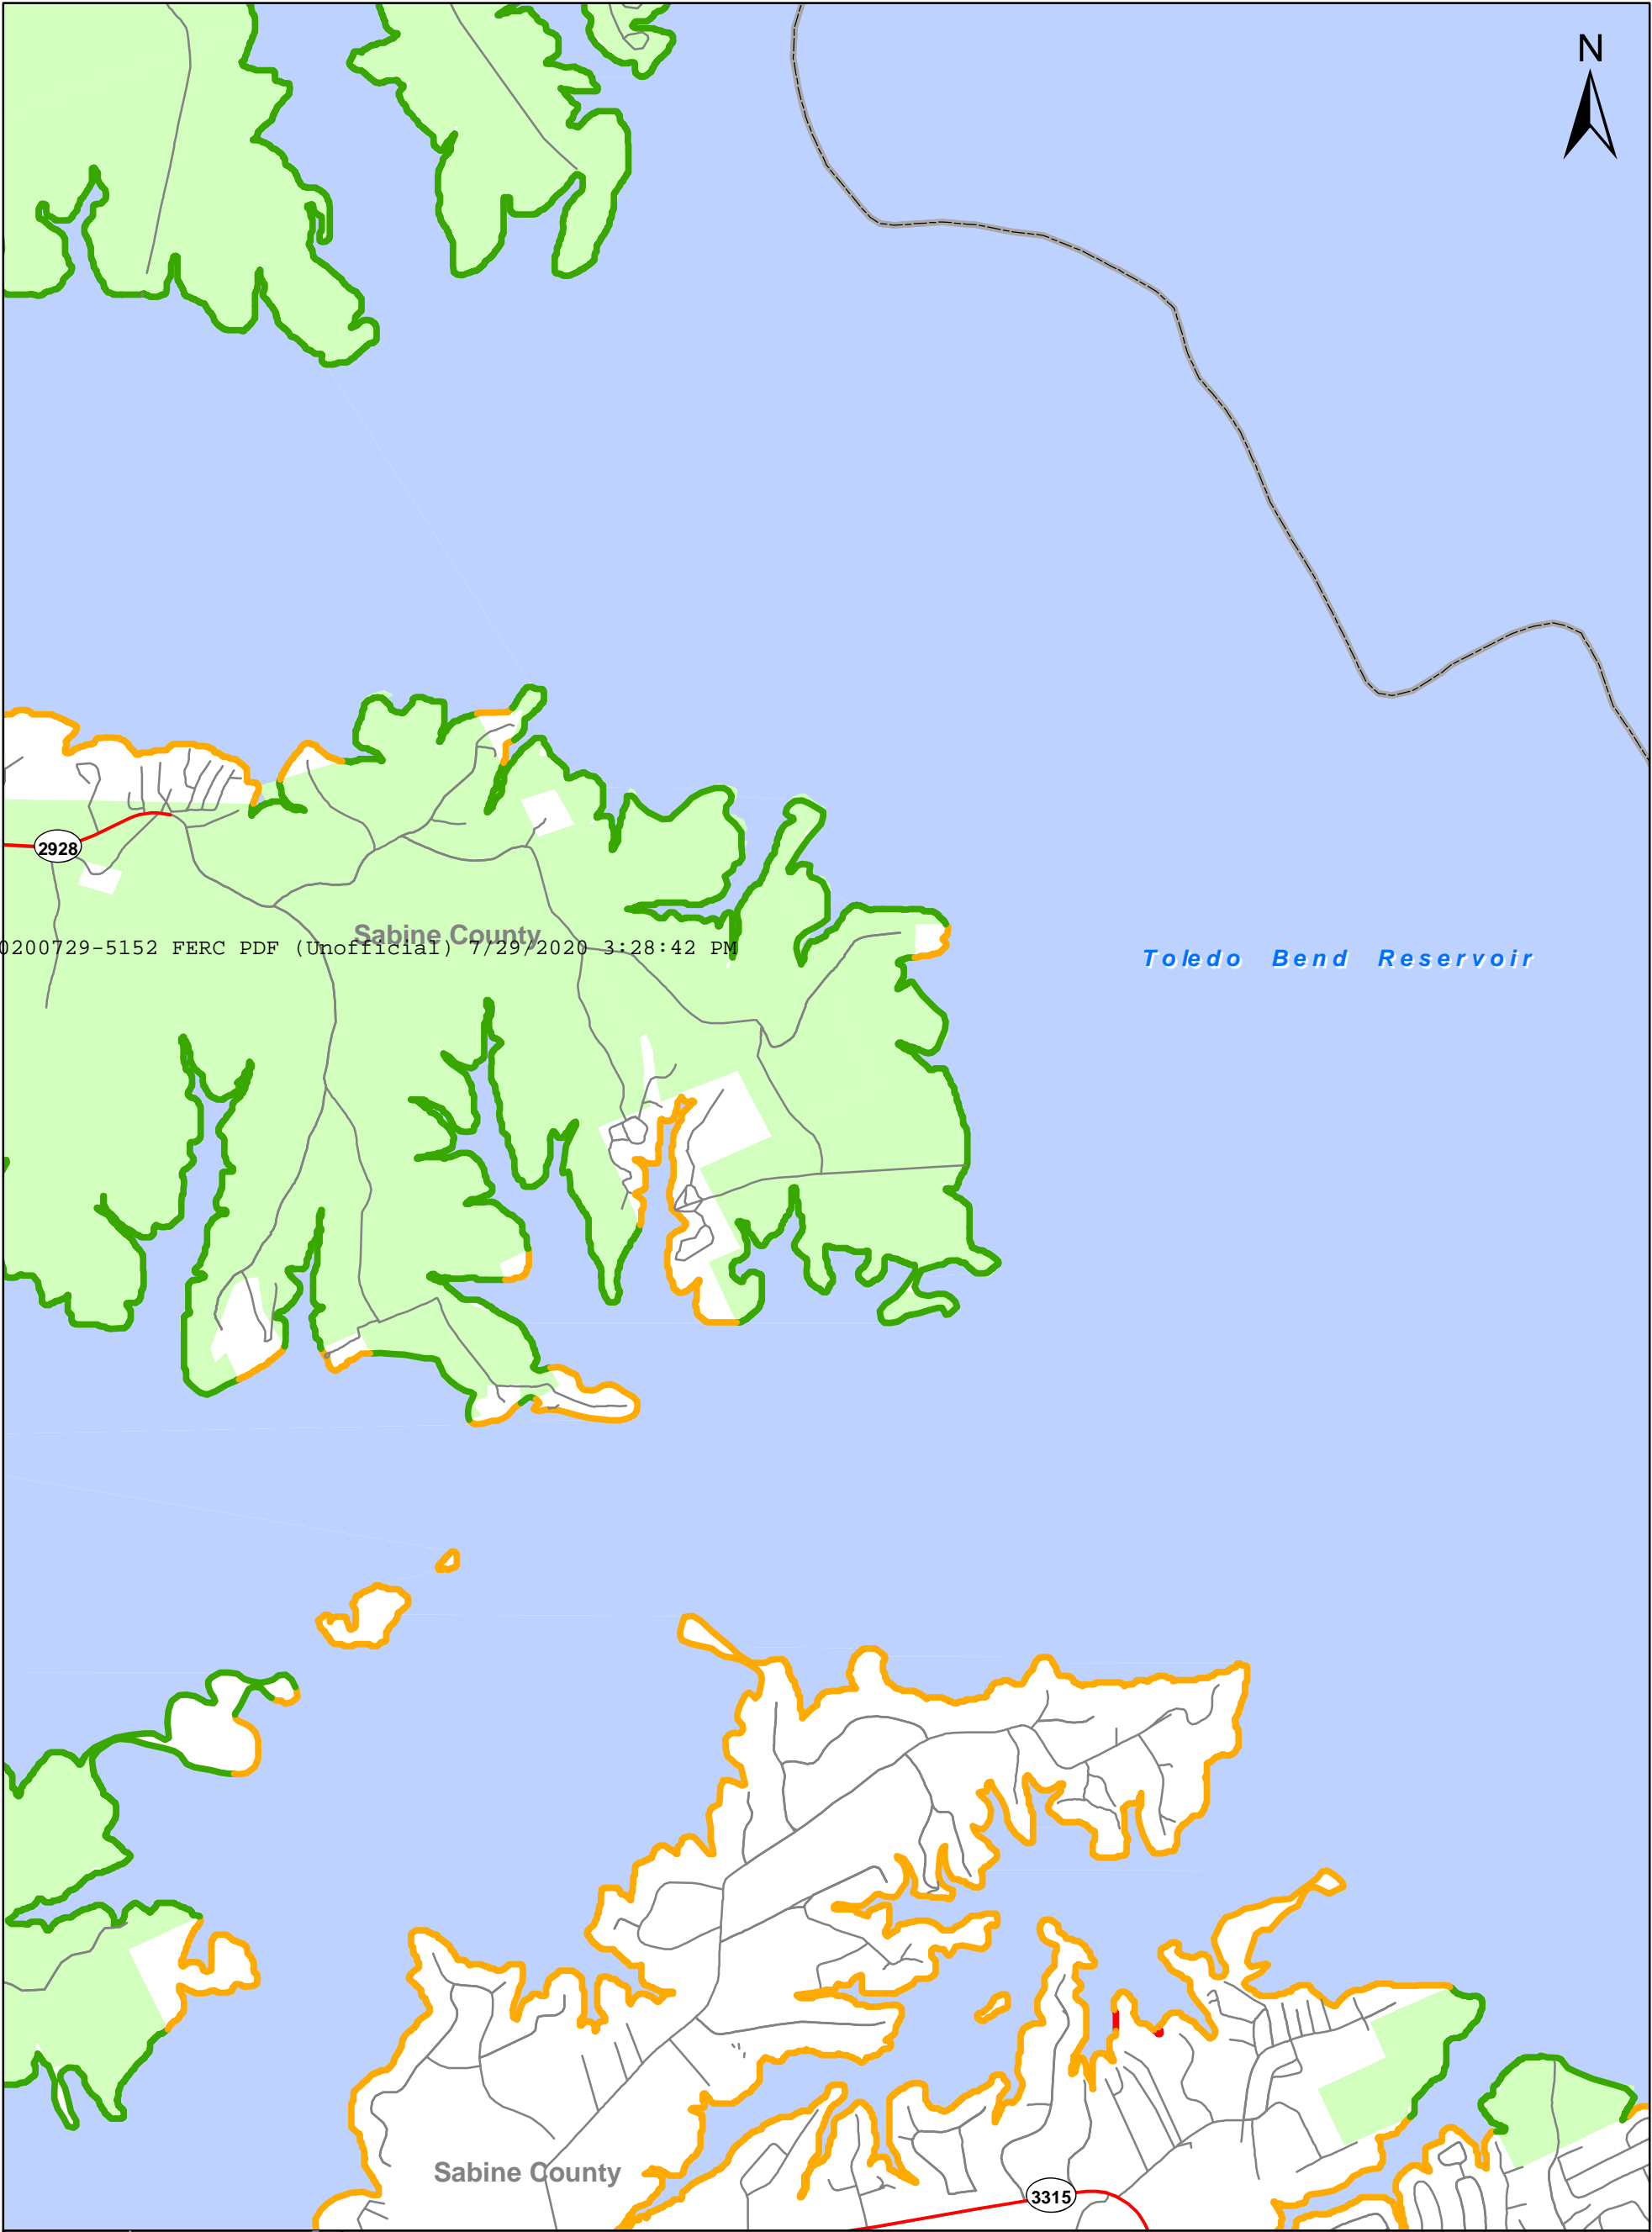 N
2928
Sabine County
0200729-5152 FERC PDF (Unofficial) 7/29/2020 3:28:42 PM
Toledo Bend Reservoir
Sabine County
3315